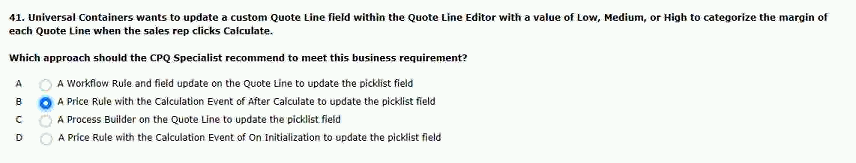 41. Universal Containers wants to update a custom Quote Line field within the Quote Line Editor with a value of Low, Medium, or High to categorize the margin of
each Quote Line when the sales rep clicks Calculate.
Which approach should the CPQ Specialist recommend to meet this business requirement?
A A Workflow Rule and field update on the Quote Line to update the picklist field
B A Price Rule with the Calculation Event of After Calculate to update the picklist field
C A Process Builder on the Quote Line to update the picklist field
D A Price Rule with the Calculation Event of On Initialization to update the picklist field